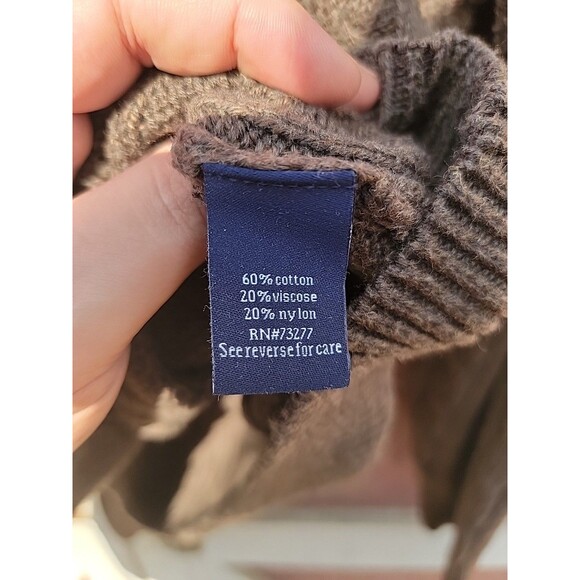 60% cotton
20% viscose
20% nylon
RN#73277
See reverse for care